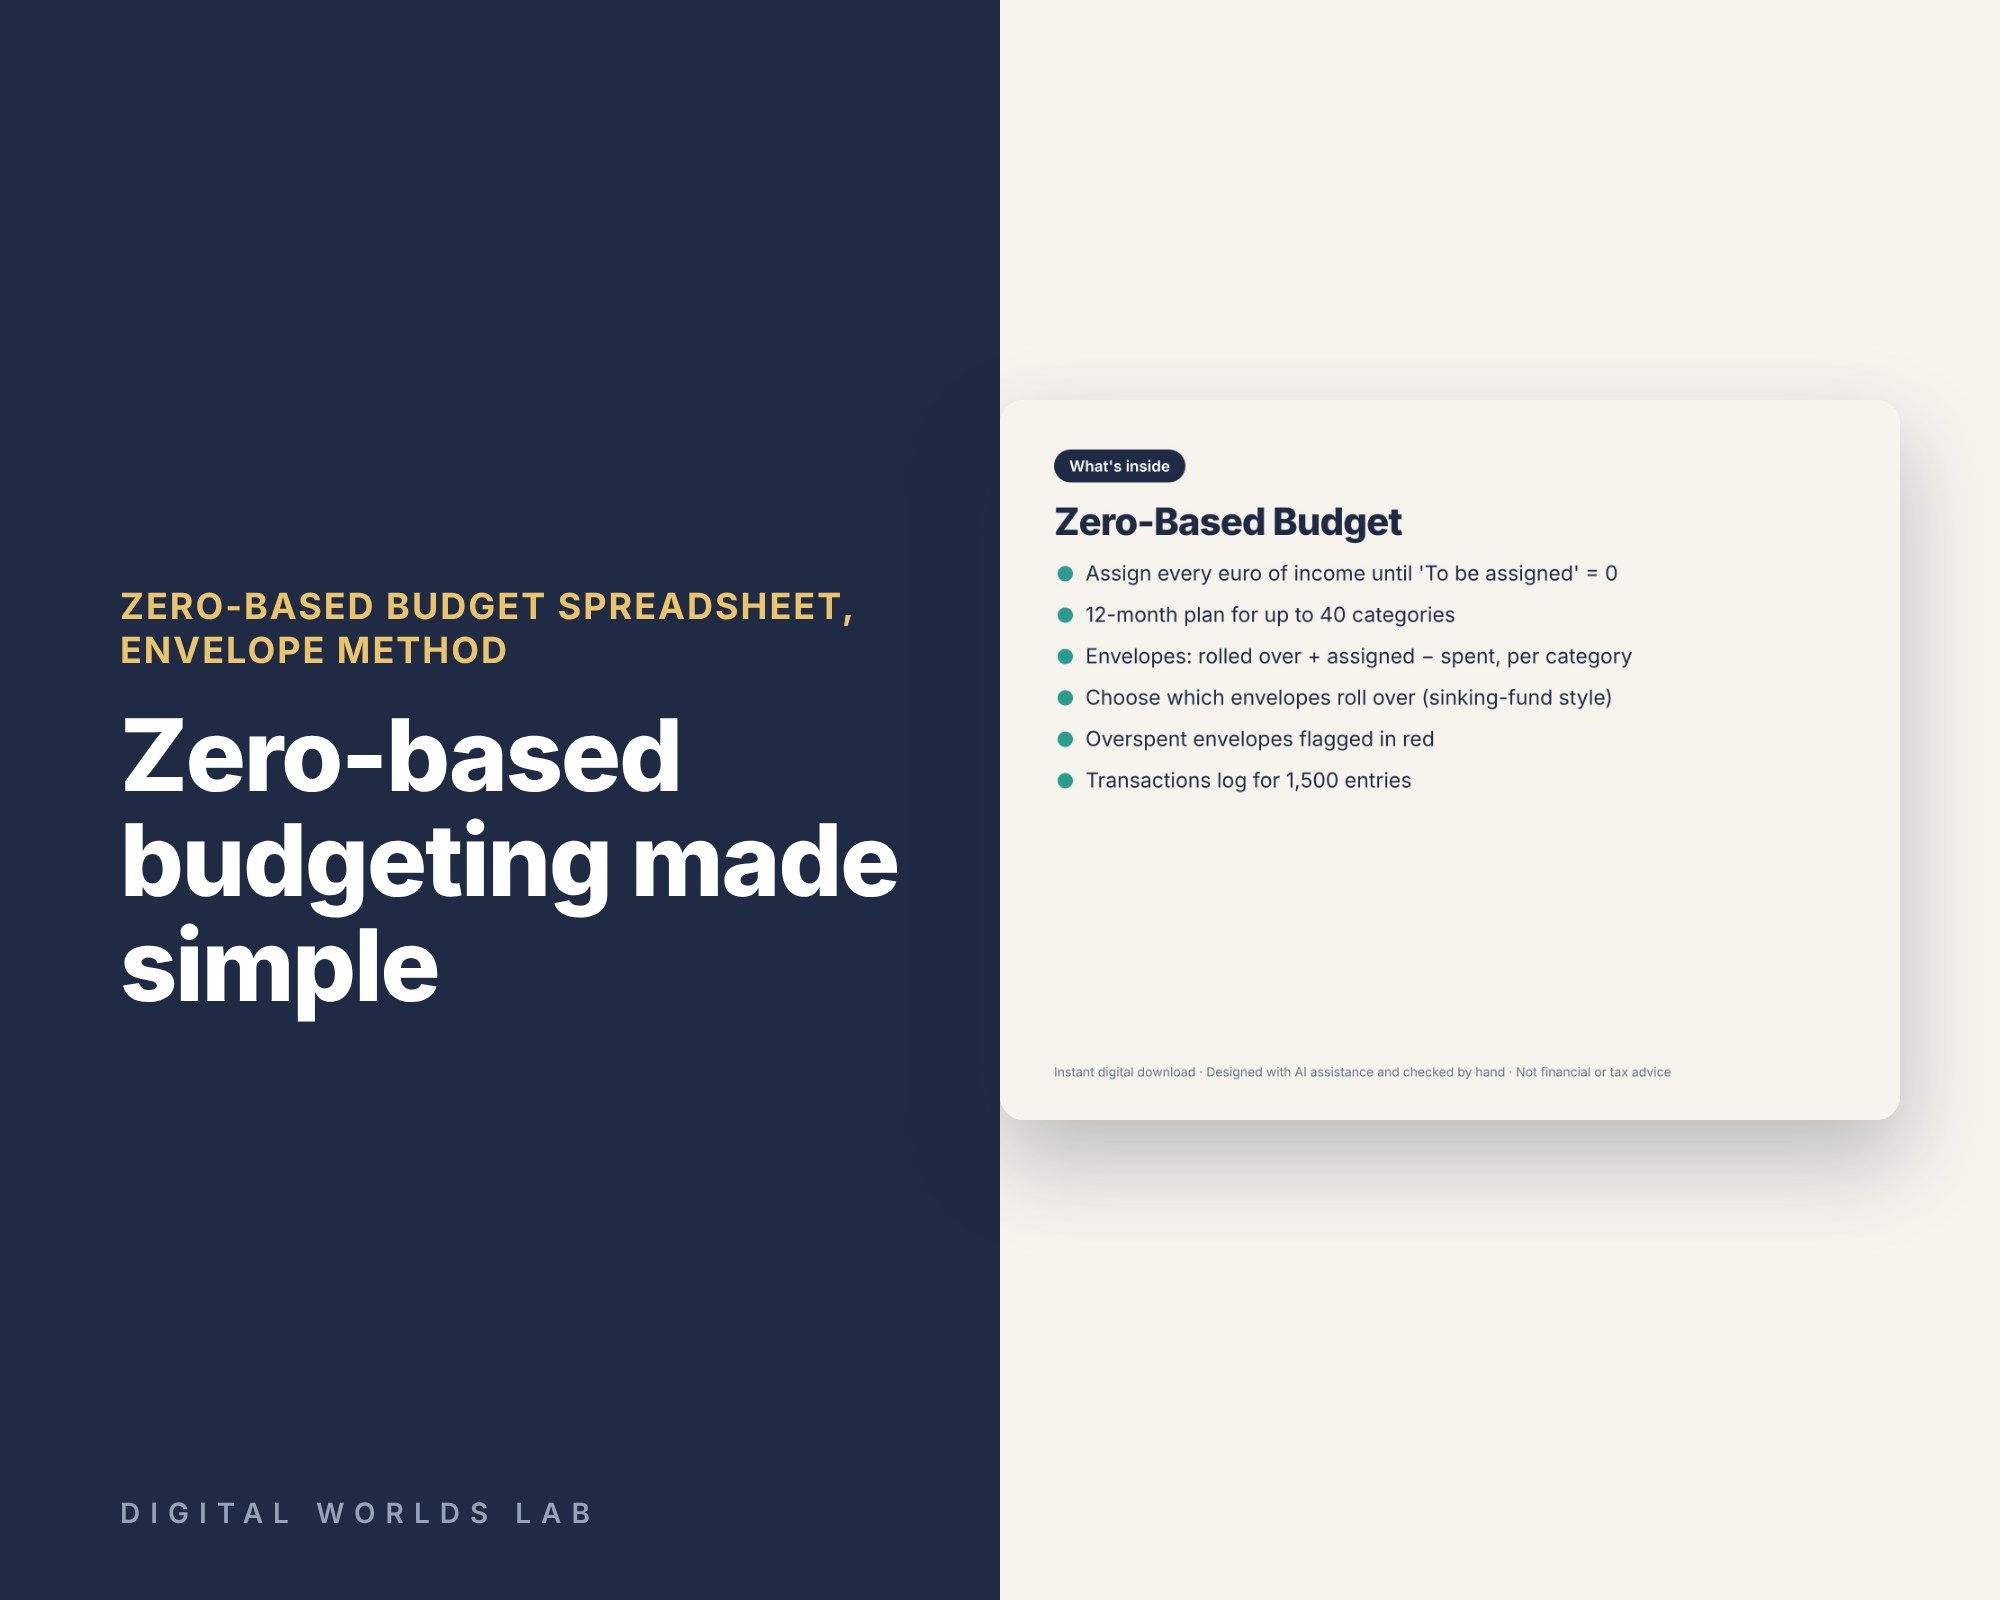 ZERO-BASED BUDGET SPREADSHEET,
ENVELOPE METHOD
Zero-based
budgeting made
simple
DIGITAL WORLDS LAB
What's inside
Zero-Based Budget
Assign every euro of income until 'To be assigned' = 0
12-month plan for up to 40 categories
Envelopes: rolled over + assigned − spent, per category
Choose which envelopes roll over (sinking-fund style)
Overspent envelopes flagged in red
Transactions log for 1,500 entries
Instant digital download · Designed with AI assistance and checked by hand · Not financial or tax advice